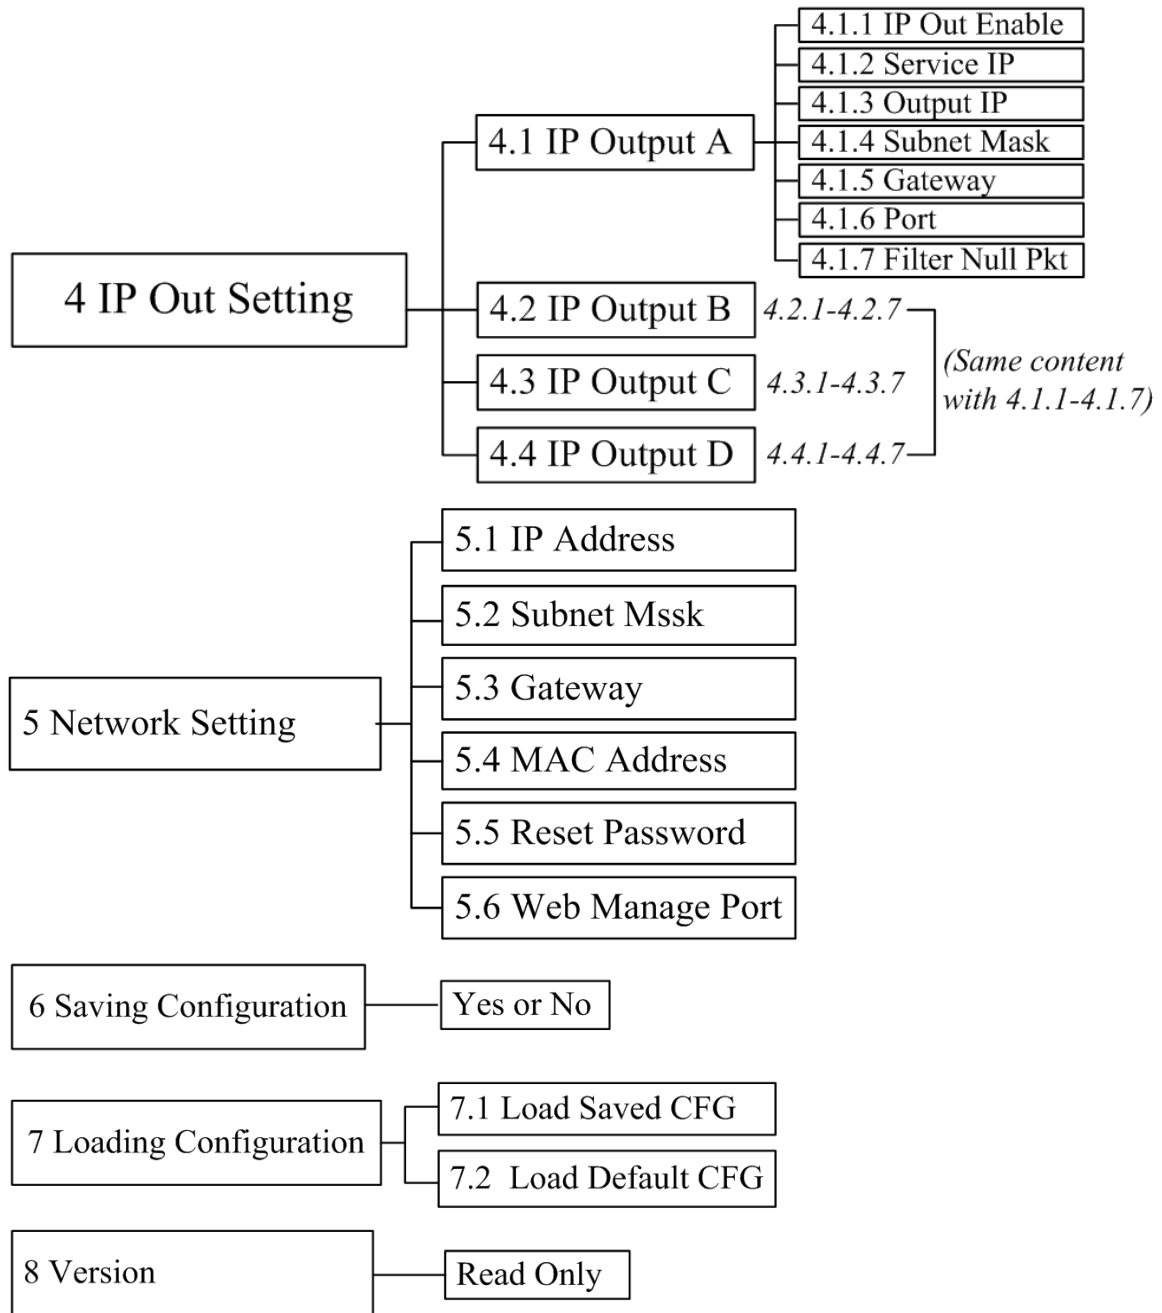 4 IP Out Setting
4.1 IP Output A
4.1.1 IP Out Enable
4.1.2 Service IP
4.1.3 Output IP
4.1.4 Subnet Mask
4.1.5 Gateway
4.1.6 Port
4.1.7 Filter Null Pkt
4.2 IP Output B
4.2.1-4.2.7
4.3 IP Output C
4.3.1-4.3.7
4.4 IP Output D
4.4.1-4.4.7
(Same content
with 4.1.1-4.1.7)
5 Network Setting
5.1 IP Address
5.2 Subnet Mssk
5.3 Gateway
5.4 MAC Address
5.5 Reset Password
5.6 Web Manage Port
6 Saving Configuration
Yes or No
7 Loading Configuration
7.1 Load Saved CFG
7.2 Load Default CFG
8 Version
Read Only